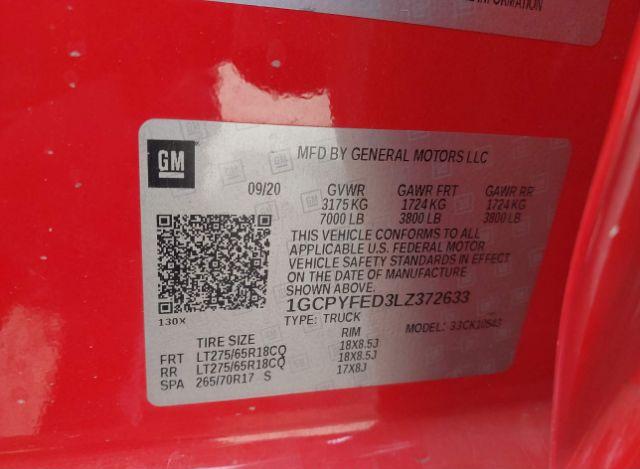 INFORMATION
GM
MFD BY GENERAL MOTORS LLC
09/20 GVWR GAWR FRT GAWR RR
3175 KG 1724 KG 1724 KG
7000 LB 3800 LB 3800 LB
THIS VEHICLE CONFORMS TO ALL
APPLICABLE U.S. FEDERAL MOTOR
VEHICLE SAFETY STANDARDS IN EFFECT
ON THE DATE OF MANUFACTURE
SHOWN ABOVE.
1GCPYFED3LZ372633
130X
TYPE: TRUCK MODEL: 33CK10543
TIRE SIZE RIM
FRT LT275/65R18CQ 18X8.5J
RR LT275/65R18CQ 18X8.5J
SPA 265/70R17 S 17X8J